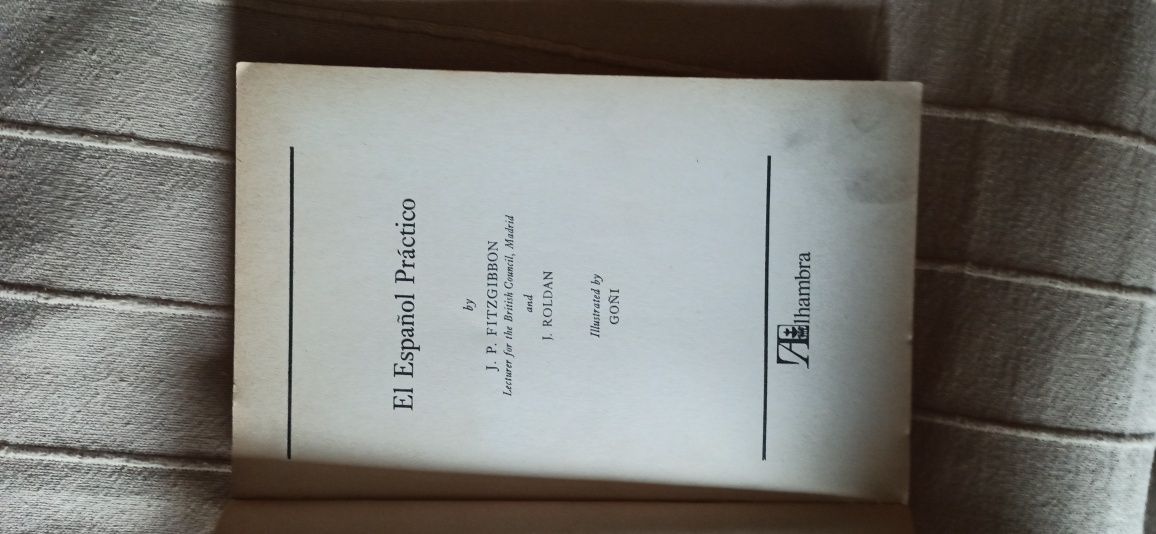 El Español Práctico
by
J. P. FITZGIBBON
Lecturer for the British Council, Madrid
and
J. ROLDAN
Illustrated by
GOÑI
Alhambra